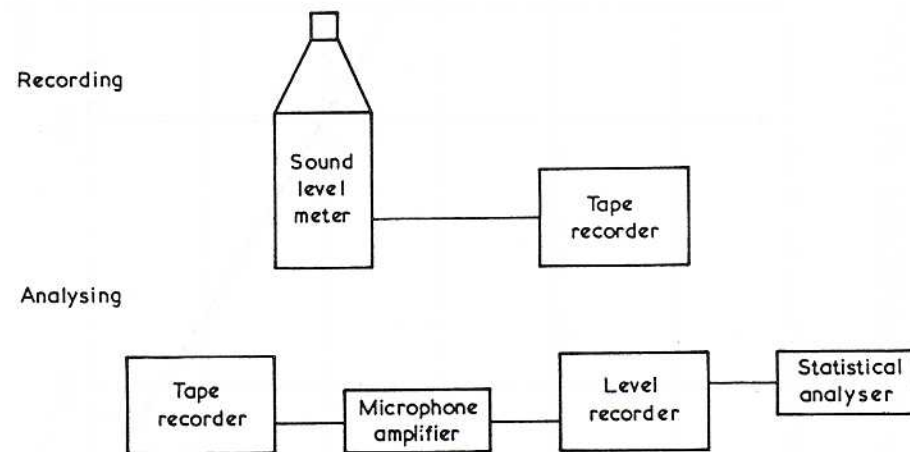 Recording
Sound
level
meter
Tape
recorder
Analysing
Tape
recorder
Microphone
amplifier
Level
recorder
Statistical
analyser